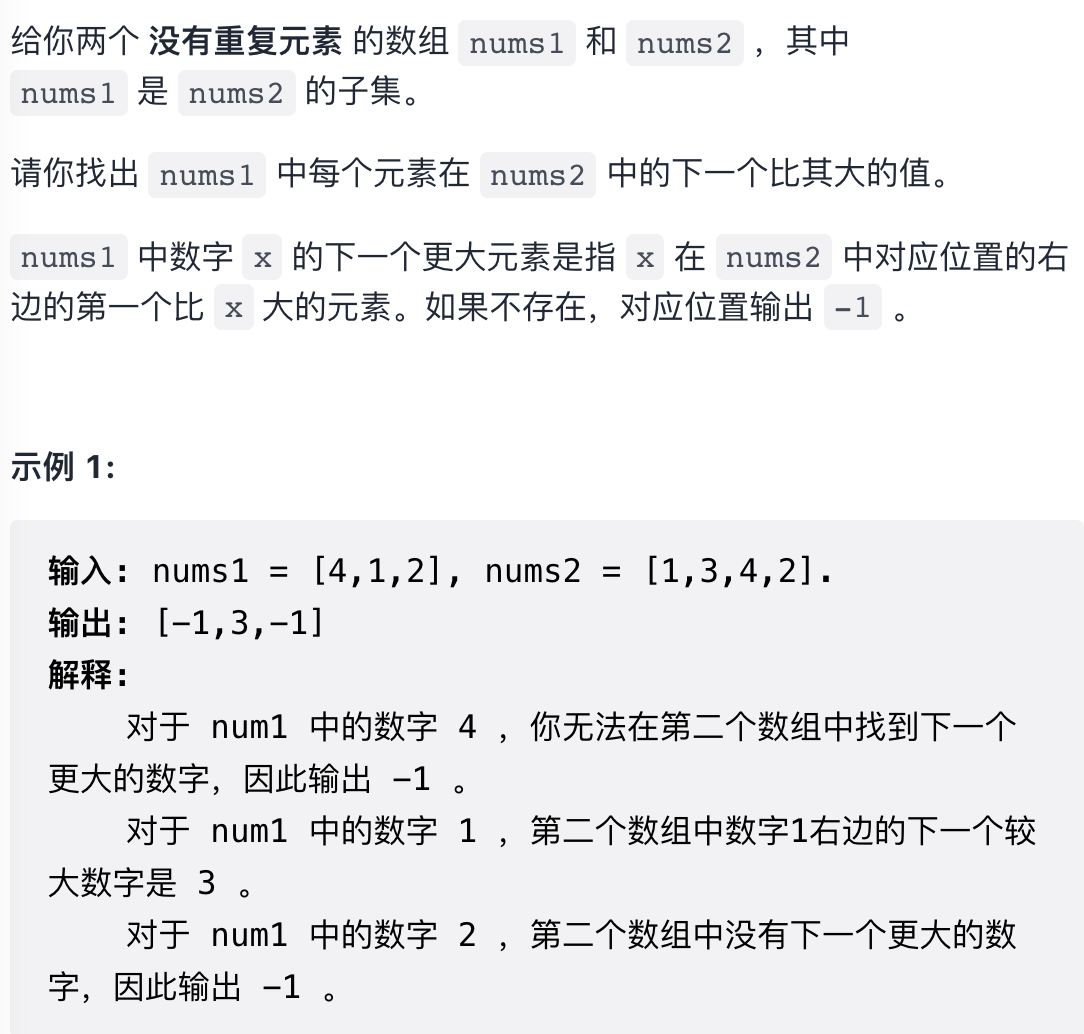 给你两个 没有重复元素 的数组 nums1 和 nums2 ，其中
nums1 是 nums2 的子集。
请你找出 nums1 中每个元素在 nums2 中的下一个比其大的值。
nums1 中数字 x 的下一个更大元素是指 x 在 nums2 中对应位置的右
边的第一个比 x 大的元素。如果不存在，对应位置输出 -1 。
示例 1:
输入: nums1 = [4,1,2], nums2 = [1,3,4,2].
输出: [-1,3,-1]
解释:
对于 num1 中的数字 4 ，你无法在第二个数组中找到下一个
更大的数字，因此输出 -1 。
对于 num1 中的数字 1 ，第二个数组中数字1右边的下一个较
大数字是 3 。
对于 num1 中的数字 2 ，第二个数组中没有下一个更大的数
字，因此输出 -1 。